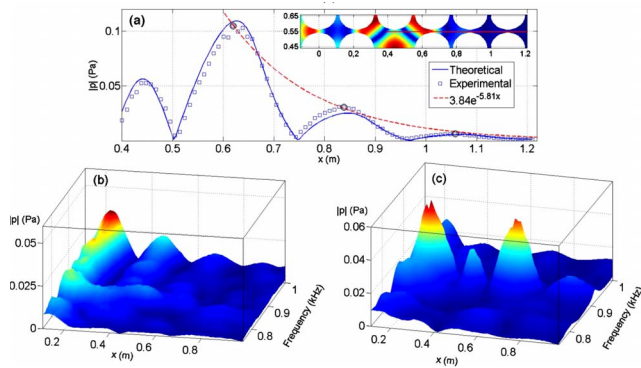 (a)
|p| (Pa)
0.1
0.05
0.4 0.5 0.6 0.7 0.8 0.9 1 1.1 1.2
x (m)
0.65
0.55
0.45
0 0.2 0.4 0.6 0.8 1 1.2
Theoretical
Experimental
3.84e^-5.81x
(b)
|p| (Pa)
0.05
0.025
0
0.2 0.4 0.6 0.8
x (m)
0.8 0.9 1
Frequency (kHz)
(c)
|p| (Pa)
0.06
0.04
0.02
0
0.2 0.4 0.6 0.8
x (m)
0.8 0.9 1
Frequency (kHz)